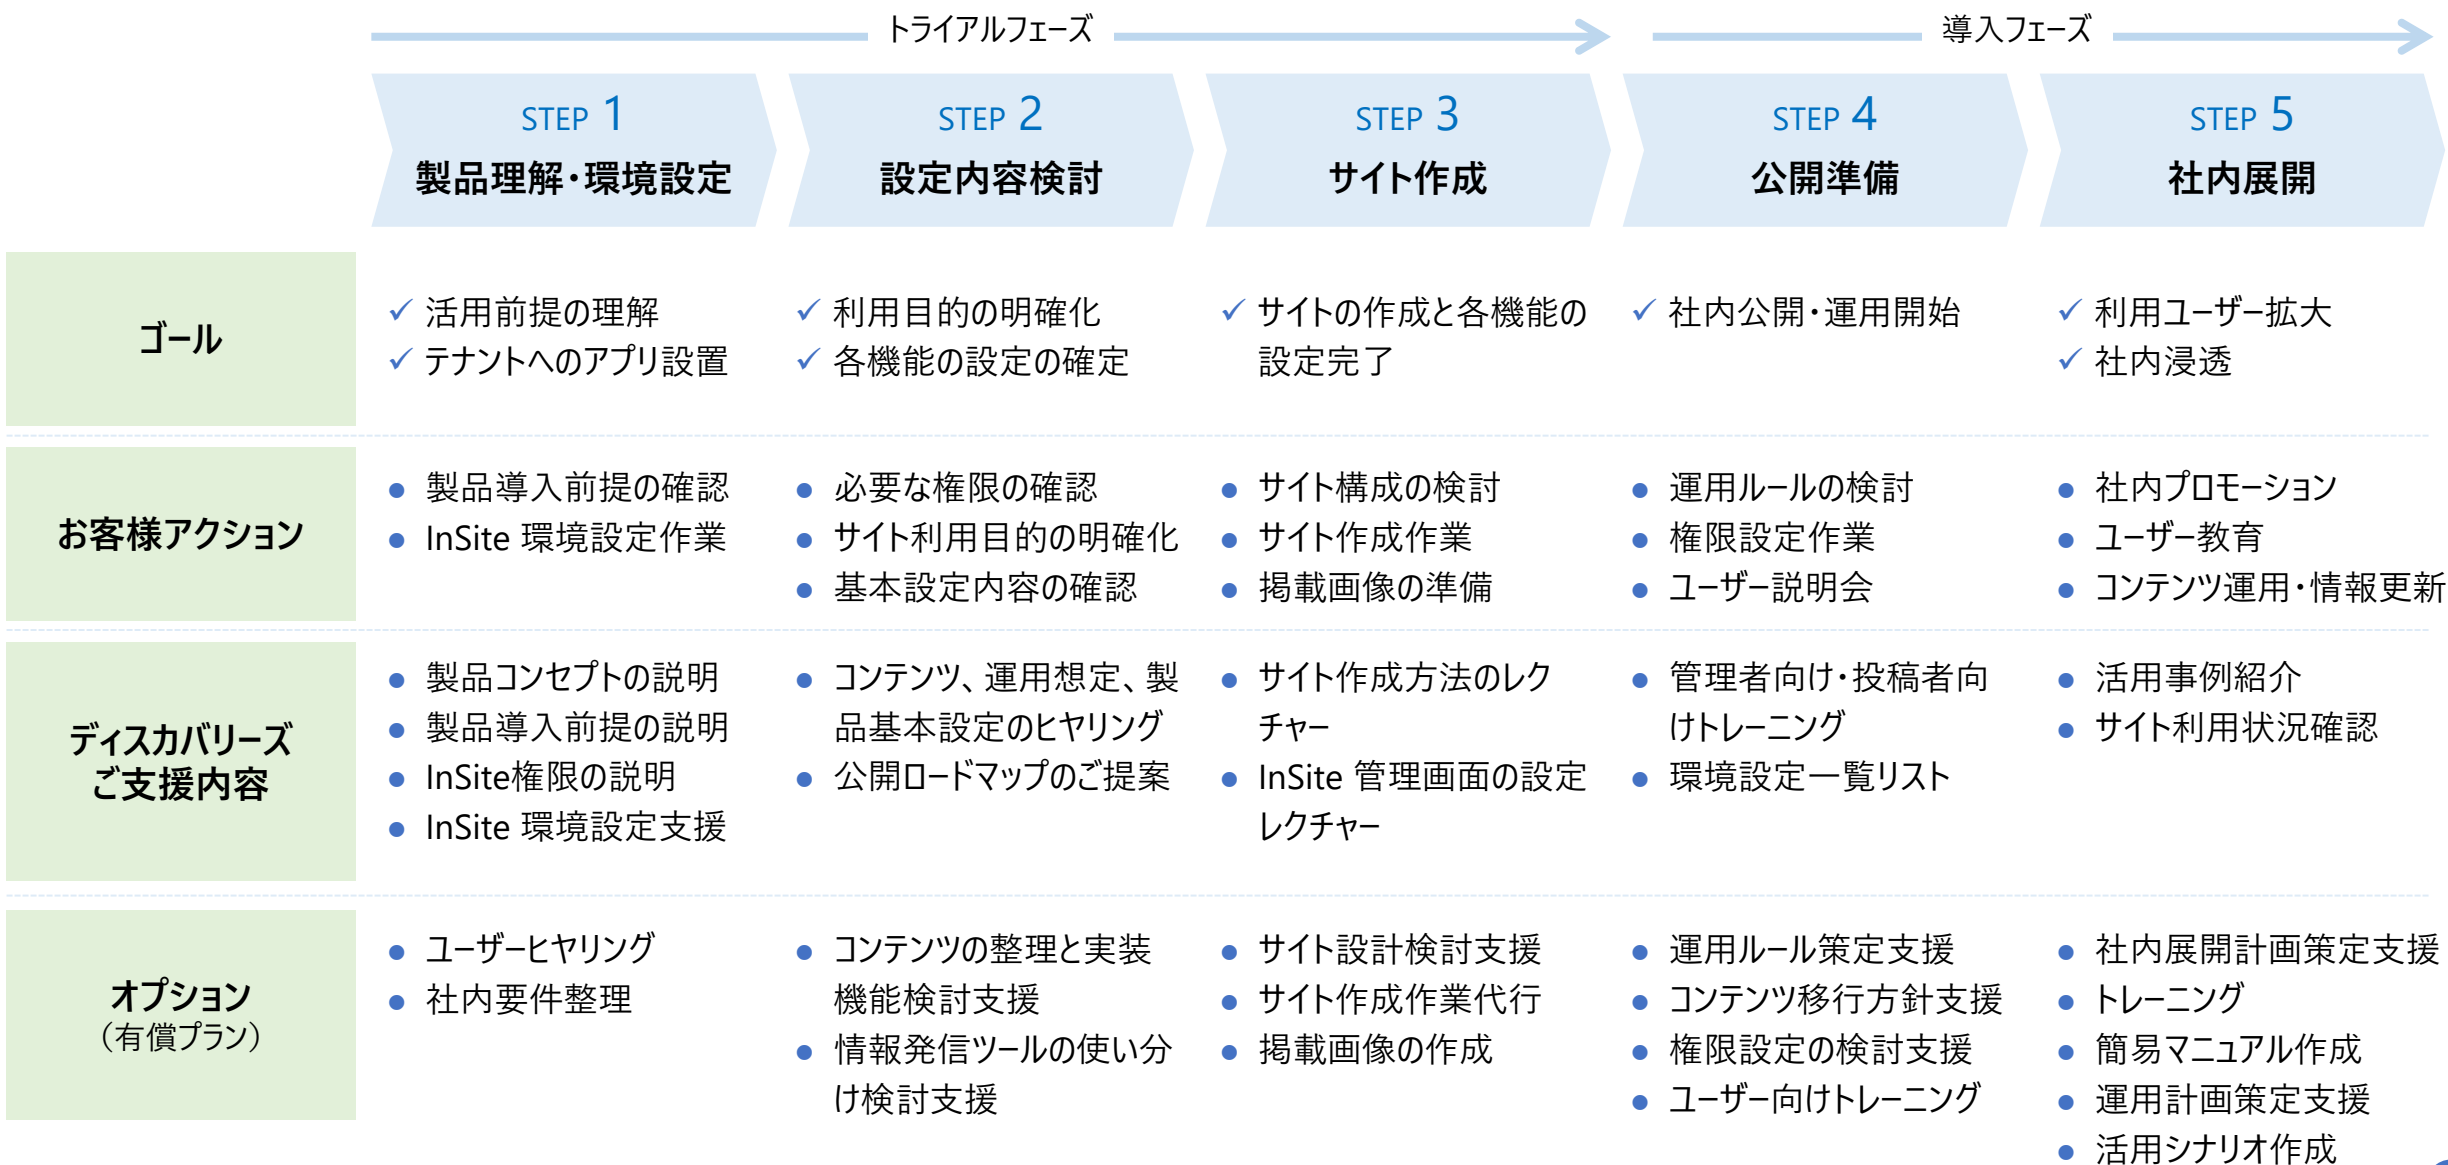 トライアルフェーズ
導入フェーズ
STEP 1
製品理解・環境設定
STEP 2
設定内容検討
STEP 3
サイト作成
STEP 4
公開準備
STEP 5
社内展開
ゴール
✓ 活用前提の理解
✓ テナントへのアプリ設置
✓ 利用目的の明確化
✓ 各機能の設定の確定
✓ サイトの作成と各機能の
設定完了
✓ 社内公開・運用開始
✓ 利用ユーザー拡大
✓ 社内浸透
お客様アクション
● 製品導入前提の確認
● InSite 環境設定作業
● 必要な権限の確認
● サイト利用目的の明確化
● 基本設定内容の確認
● サイト構成の検討
● サイト作成作業
● 掲載画像の準備
● 運用ルールの検討
● 権限設定作業
● ユーザー説明会
● 社内プロモーション
● ユーザー教育
● コンテンツ運用・情報更新
ディスカバリーズ
ご支援内容
● 製品コンセプトの説明
● 製品導入前提の説明
● InSite権限の説明
● InSite 環境設定支援
● コンテンツ、運用想定、製
品基本設定のヒヤリング
● 公開ロードマップのご提案
● サイト作成方法のレク
チャー
● InSite 管理画面の設定
レクチャー
● 管理者向け・投稿者向
けトレーニング
● 環境設定一覧リスト
● 活用事例紹介
● サイト利用状況確認
オプション
（有償プラン）
● ユーザーヒヤリング
● 社内要件整理
● コンテンツの整理と実装
機能検討支援
● 情報発信ツールの使い分
け検討支援
● サイト設計検討支援
● サイト作成作業代行
● 掲載画像の作成
● 運用ルール策定支援
● コンテンツ移行方針支援
● 権限設定の検討支援
● ユーザー向けトレーニング
● 社内展開計画策定支援
● トレーニング
● 簡易マニュアル作成
● 運用計画策定支援
● 活用シナリオ作成